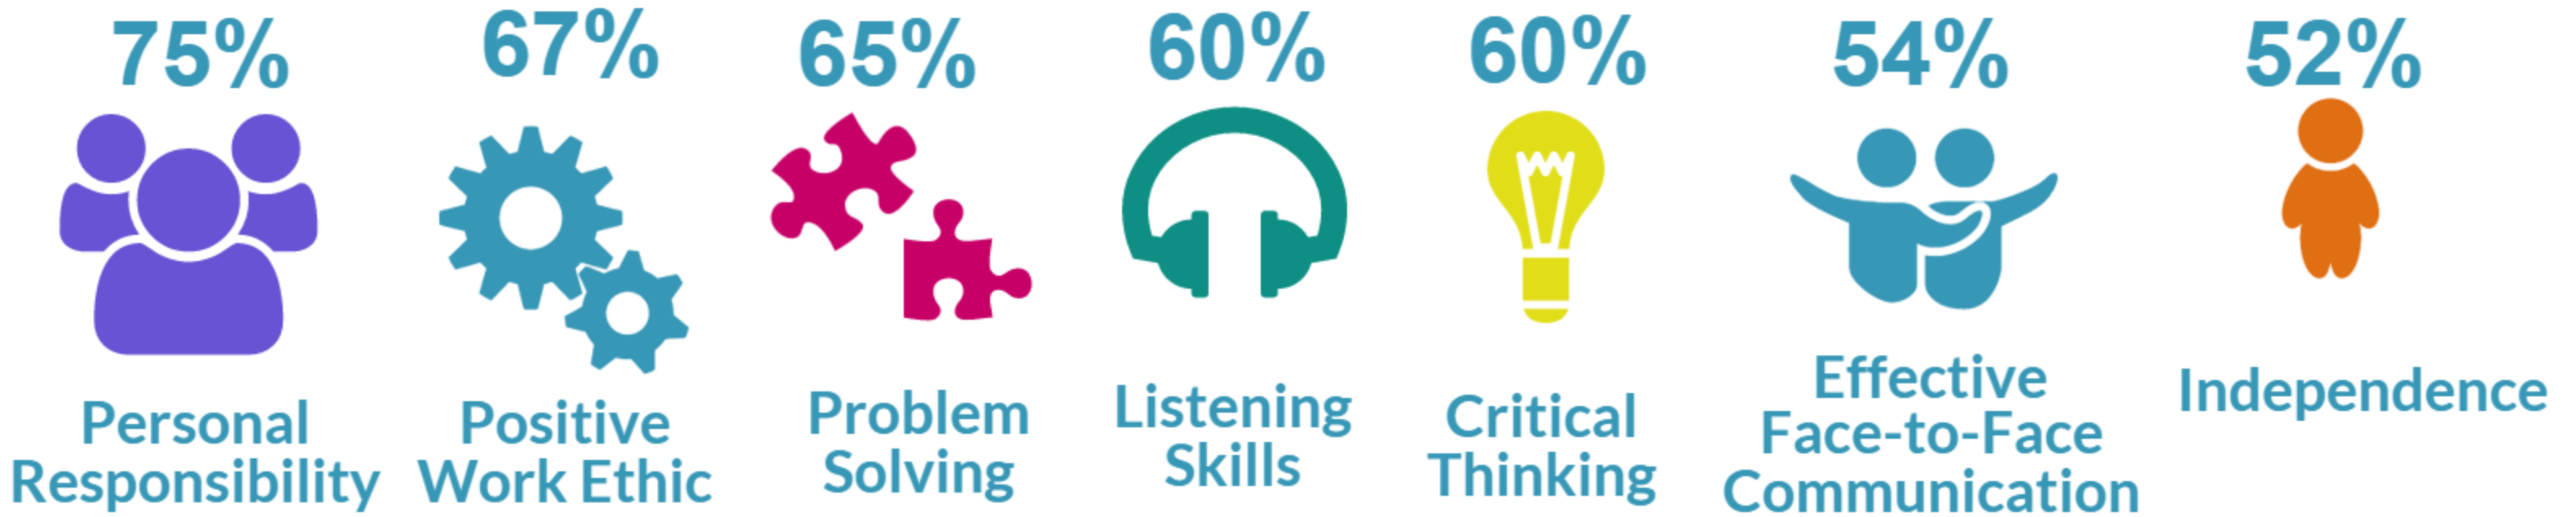 75%
Personal
Responsibility
67%
Positive
Work Ethic
65%
Problem
Solving
60%
Listening
Skills
60%
Critical
Thinking
54%
Effective
Face-to-Face
Communication
52%
Independence